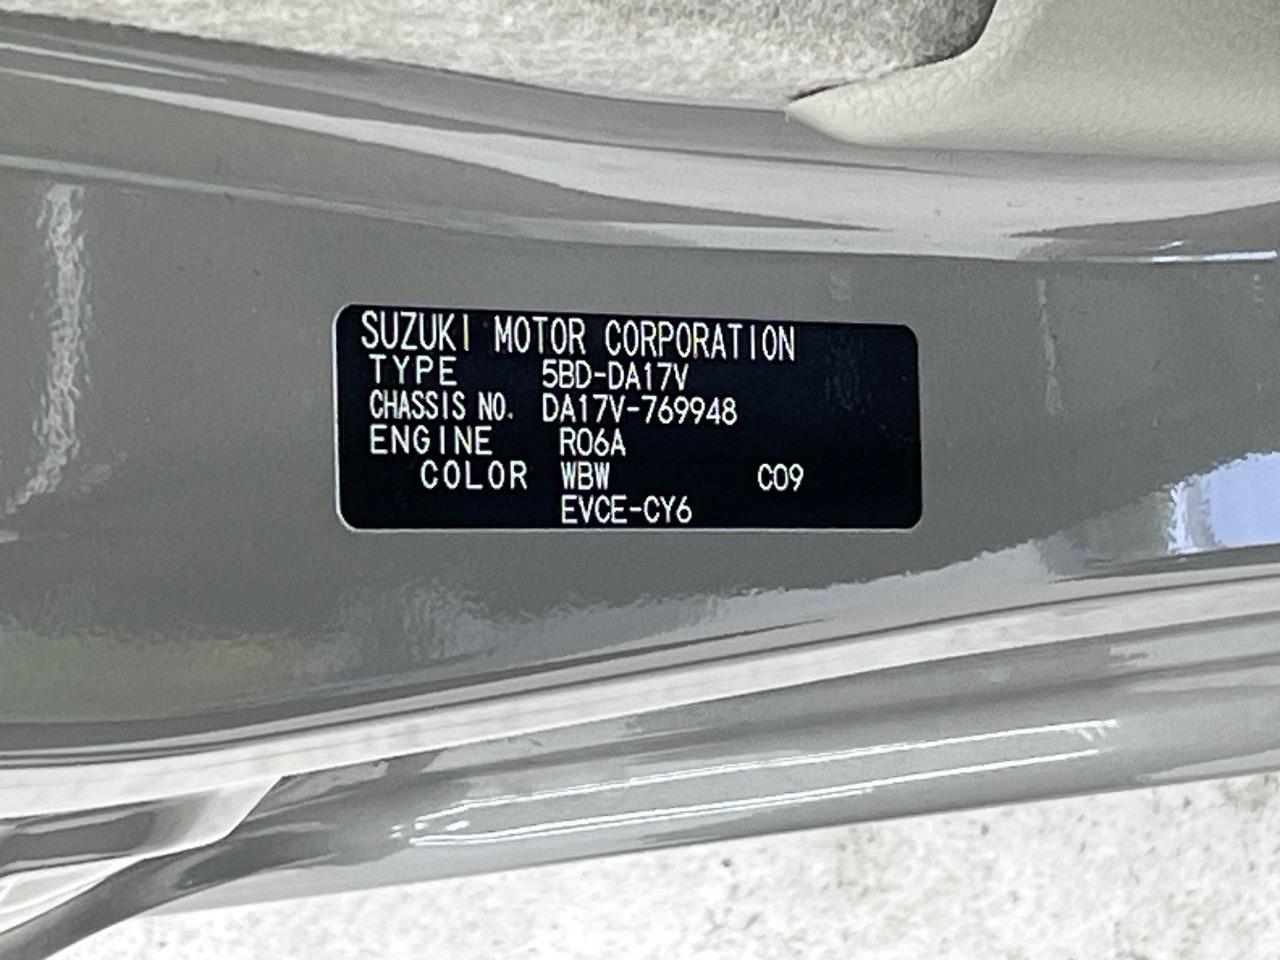 SUZUKI MOTOR CORPORATION
TYPE 5BD-DA17V
CHASSIS NO. DA17V-769948
ENGINE R06A
COLOR WBW C09
EVCE-CY6